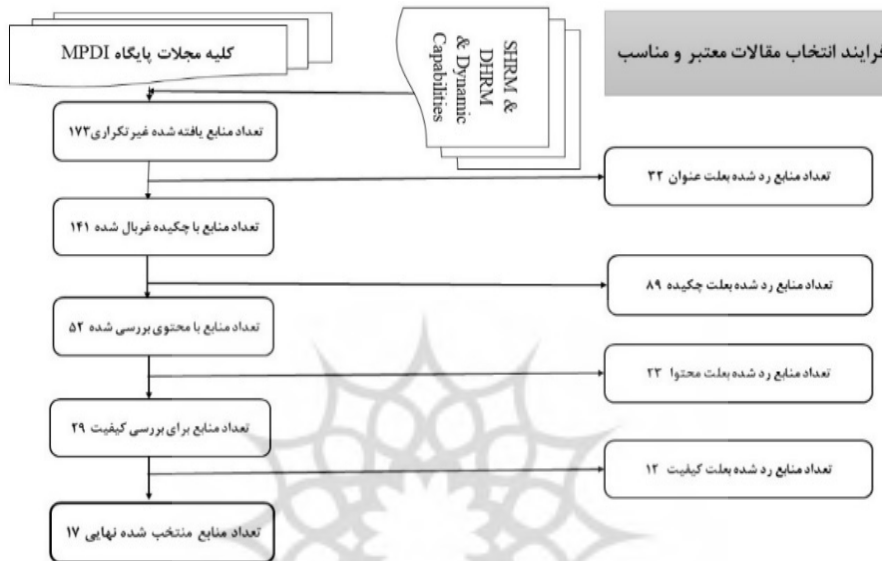 فرایند انتخاب مقالات معتبر و مناسب
کلیه مجلات پایگاه MPDI
SHRM &
DHRM
& Dynamic
Capabilities
تعداد منابع یافته شده غیر تکراری ۱۷۳
تعداد منابع رد شده بعلت عنوان ۳۲
تعداد منابع با چکیده غربال شده ۱۴۱
تعداد منابع رد شده بعلت چکیده ۸۹
تعداد منابع با محتوی بررسی شده ۵۲
تعداد منابع رد شده بعلت محتوا ۲۳
تعداد منابع برای بررسی کیفیت ۲۹
تعداد منابع رد شده بعلت کیفیت ۱۲
تعداد منابع منتخب شده نهایی ۱۷